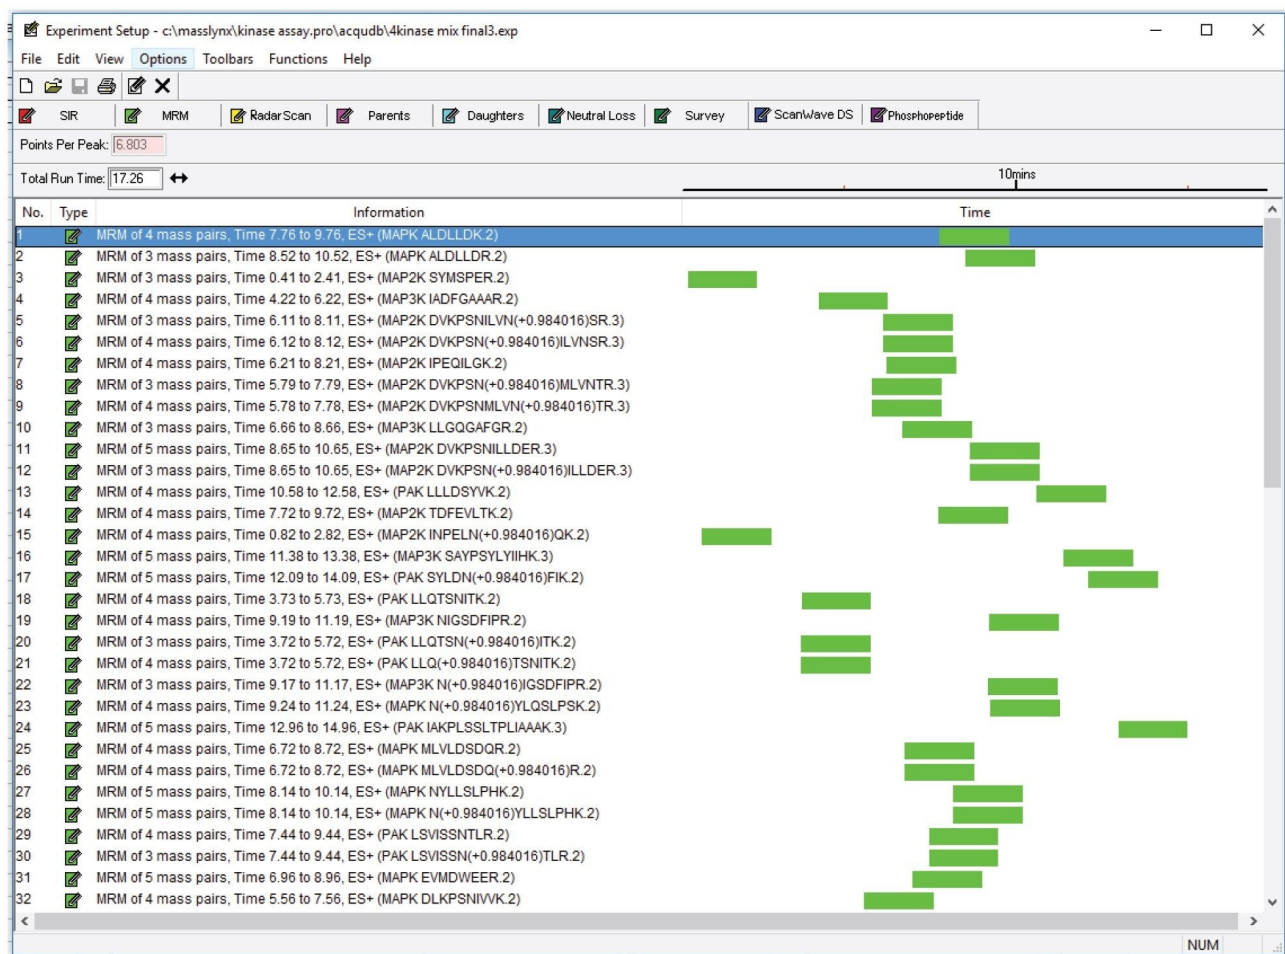 Experiment Setup - c:\masslynx\kinase assay.pro\acqudb\4kinase mix final3.exp
File Edit View Options Toolbars Functions Help
SIR MRM Radar Scan Parents Daughters Neutral Loss Survey ScanWave DS Phosphopeptide
Points Per Peak: 6.803
Total Run Time: 17.26 10mins
No. Type Information Time
1 MRM of 4 mass pairs, Time 7.76 to 9.76, ES+ (MAPK ALDLLDK.2)
2 MRM of 3 mass pairs, Time 8.52 to 10.52, ES+ (MAPK ALDLLDR.2)
3 MRM of 3 mass pairs, Time 0.41 to 2.41, ES+ (MAP2K SYMSPER.2)
4 MRM of 4 mass pairs, Time 4.22 to 6.22, ES+ (MAP3K IADFGAAAR.2)
5 MRM of 3 mass pairs, Time 6.11 to 8.11, ES+ (MAP2K DVKPSNILVN(+0.984016)SR.3)
6 MRM of 3 mass pairs, Time 6.12 to 8.12, ES+ (MAP2K DVKPSN(+0.984016)ILVNSR.3)
7 MRM of 4 mass pairs, Time 6.21 to 8.21, ES+ (MAP2K IPEQILGK.2)
8 MRM of 3 mass pairs, Time 5.79 to 7.79, ES+ (MAP2K DVKPSN(+0.984016)MLVNTR.3)
9 MRM of 4 mass pairs, Time 5.78 to 7.78, ES+ (MAP2K DVKPSNMLVN(+0.984016)TR.3)
10 MRM of 3 mass pairs, Time 6.66 to 8.66, ES+ (MAP3K LLGQGAFGR.2)
11 MRM of 5 mass pairs, Time 8.65 to 10.65, ES+ (MAP2K DVKPSNILLDER.3)
12 MRM of 3 mass pairs, Time 8.65 to 10.65, ES+ (MAP2K DVKPSN(+0.984016)ILLDER.3)
13 MRM of 4 mass pairs, Time 10.58 to 12.58, ES+ (PAK LLLDSYVK.2)
14 MRM of 4 mass pairs, Time 7.72 to 9.72, ES+ (MAP2K TDFEVLTK.2)
15 MRM of 4 mass pairs, Time 0.82 to 2.82, ES+ (MAP2K INPELN(+0.984016)QK.2)
16 MRM of 5 mass pairs, Time 11.38 to 13.38, ES+ (MAP3K SAYPSYLYIIHK.3)
17 MRM of 5 mass pairs, Time 12.09 to 14.09, ES+ (PAK SYLDN(+0.984016)FIK.2)
18 MRM of 4 mass pairs, Time 3.73 to 5.73, ES+ (PAK LLQTSNITK.2)
19 MRM of 4 mass pairs, Time 9.19 to 11.19, ES+ (MAP3K NIGSDFIPR.2)
20 MRM of 3 mass pairs, Time 3.72 to 5.72, ES+ (PAK LLQTSN(+0.984016)ITK.2)
21 MRM of 4 mass pairs, Time 3.72 to 5.72, ES+ (PAK LLQ(+0.984016)TSNITK.2)
22 MRM of 3 mass pairs, Time 9.17 to 11.17, ES+ (MAP3K N(+0.984016)IGSDFIPR.2)
23 MRM of 4 mass pairs, Time 9.24 to 11.24, ES+ (MAPK N(+0.984016)YLQSLPSK.2)
24 MRM of 5 mass pairs, Time 12.96 to 14.96, ES+ (PAK IAKPLSSLTPLIAAAK.3)
25 MRM of 4 mass pairs, Time 6.72 to 8.72, ES+ (MAPK MLVLDSDQR.2)
26 MRM of 4 mass pairs, Time 6.72 to 8.72, ES+ (MAPK MLVLDSDQ(+0.984016)R.2)
27 MRM of 5 mass pairs, Time 8.14 to 10.14, ES+ (MAPK NYLLSLPHK.2)
28 MRM of 5 mass pairs, Time 8.14 to 10.14, ES+ (MAPK N(+0.984016)YLLSLPHK.2)
29 MRM of 4 mass pairs, Time 7.44 to 9.44, ES+ (PAK LSVISSNTLR.2)
30 MRM of 3 mass pairs, Time 7.44 to 9.44, ES+ (PAK LSVISSN(+0.984016)TLR.2)
31 MRM of 5 mass pairs, Time 6.96 to 8.96, ES+ (MAPK EVMDWEER.2)
32 MRM of 4 mass pairs, Time 5.56 to 7.56, ES+ (MAPK DLKPSNIVVK.2)
NUM